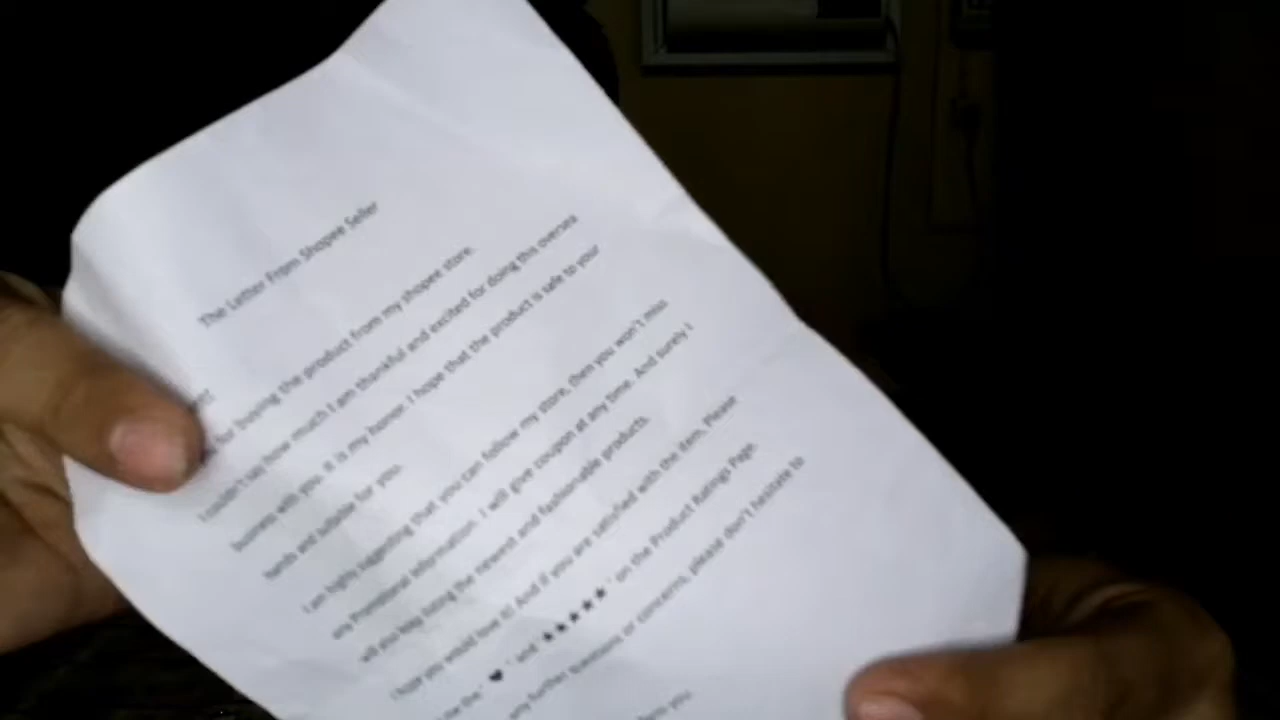 The Letter From Shopee Seller
for buying the product from my shopee store.
I couldn't say how much I am thankful and excited for doing this oversea
business with you. It is my honor. I hope that the product is safe to your
hands and suitable for you.
I am highly suggesting that you can follow my store, then you won't miss
any Promotional information. I will give coupon at any time. And surely I
will you keep listing the newest and fashionable products.
I hope you would love it! And if you are satisfied with the item. Please
me the " ♥ " and ★★★★★ " on the Product Ratings Page.
any further questions or concerns, please don't hesitate to
you.